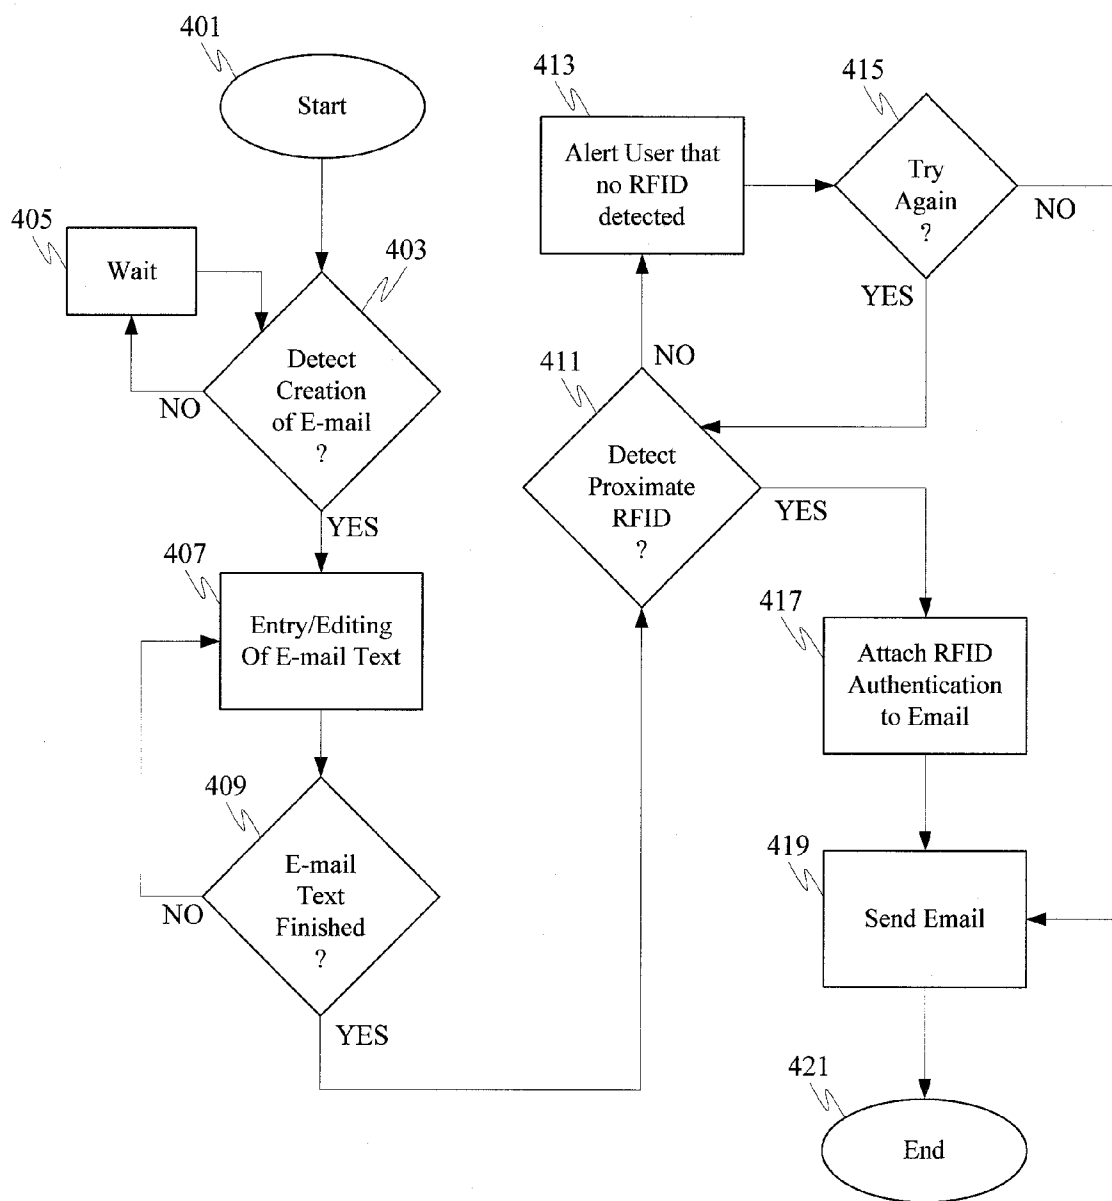 401
Start
405
Wait
403
Detect
Creation
of E-mail
?
NO
YES
407
Entry/Editing
Of E-mail Text
409
E-mail
Text
Finished
?
NO
YES
413
Alert User that
no RFID
detected
415
Try
Again
?
NO
YES
411
NO
Detect
Proximate
RFID
?
YES
417
Attach RFID
Authentication
to Email
419
Send Email
421
End